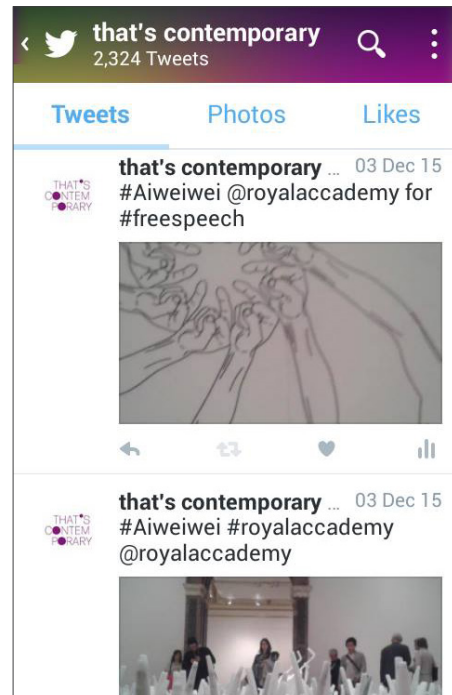 that's contemporary
2,324 Tweets
Tweets Photos Likes
that's contemporary ... 03 Dec 15
THAT'S
CONTEM
PORARY
#Aiweiwei @royalaccademy for
#freespeech
that's contemporary ... 03 Dec 15
THAT'S
CONTEM
PORARY
#Aiweiwei #royalaccademy
@royalaccademy